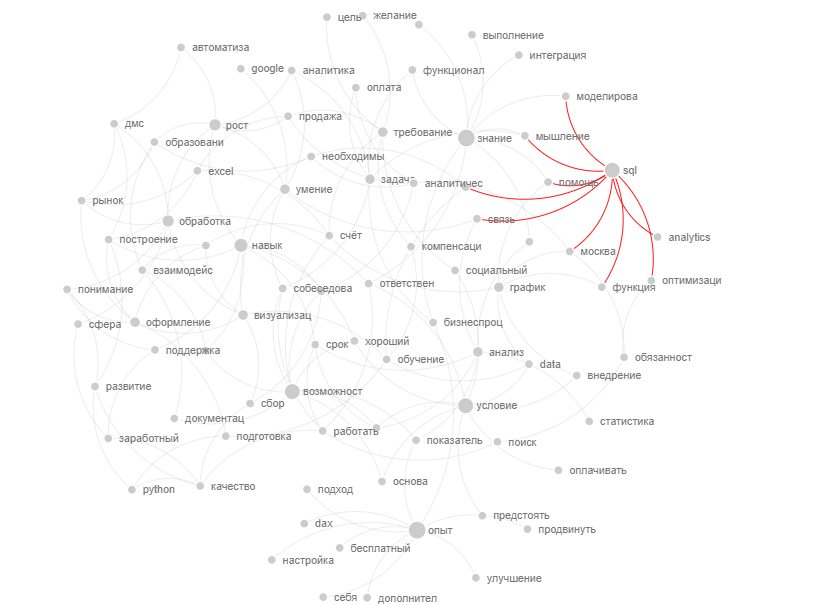 цель
желание
выполнение
автоматиза
интеграция
google
аналитика
функционал
оплата
моделирова
продажа
дмс
рост
требование
мышление
знание
образовани
необходимы
excel
sql
задача
аналитичес
помощь
умение
рынок
обработка
связь
счёт
analytics
построение
навык
компенсаци
москва
взаимодейс
социальный
оптимизаци
понимание
собеседова
ответствен
график
функция
сфера
оформление
визуализац
бизнеспроц
срок
хороший
поддержка
анализ
обучение
обязанност
data
внедрение
развитие
возможност
сбор
условие
документац
статистика
заработный
подготовка
работать
показатель
поиск
оплачивать
python
качество
основа
подход
предстоять
dax
опыт
продвинуть
бесплатный
настройка
улучшение
себя
дополнител